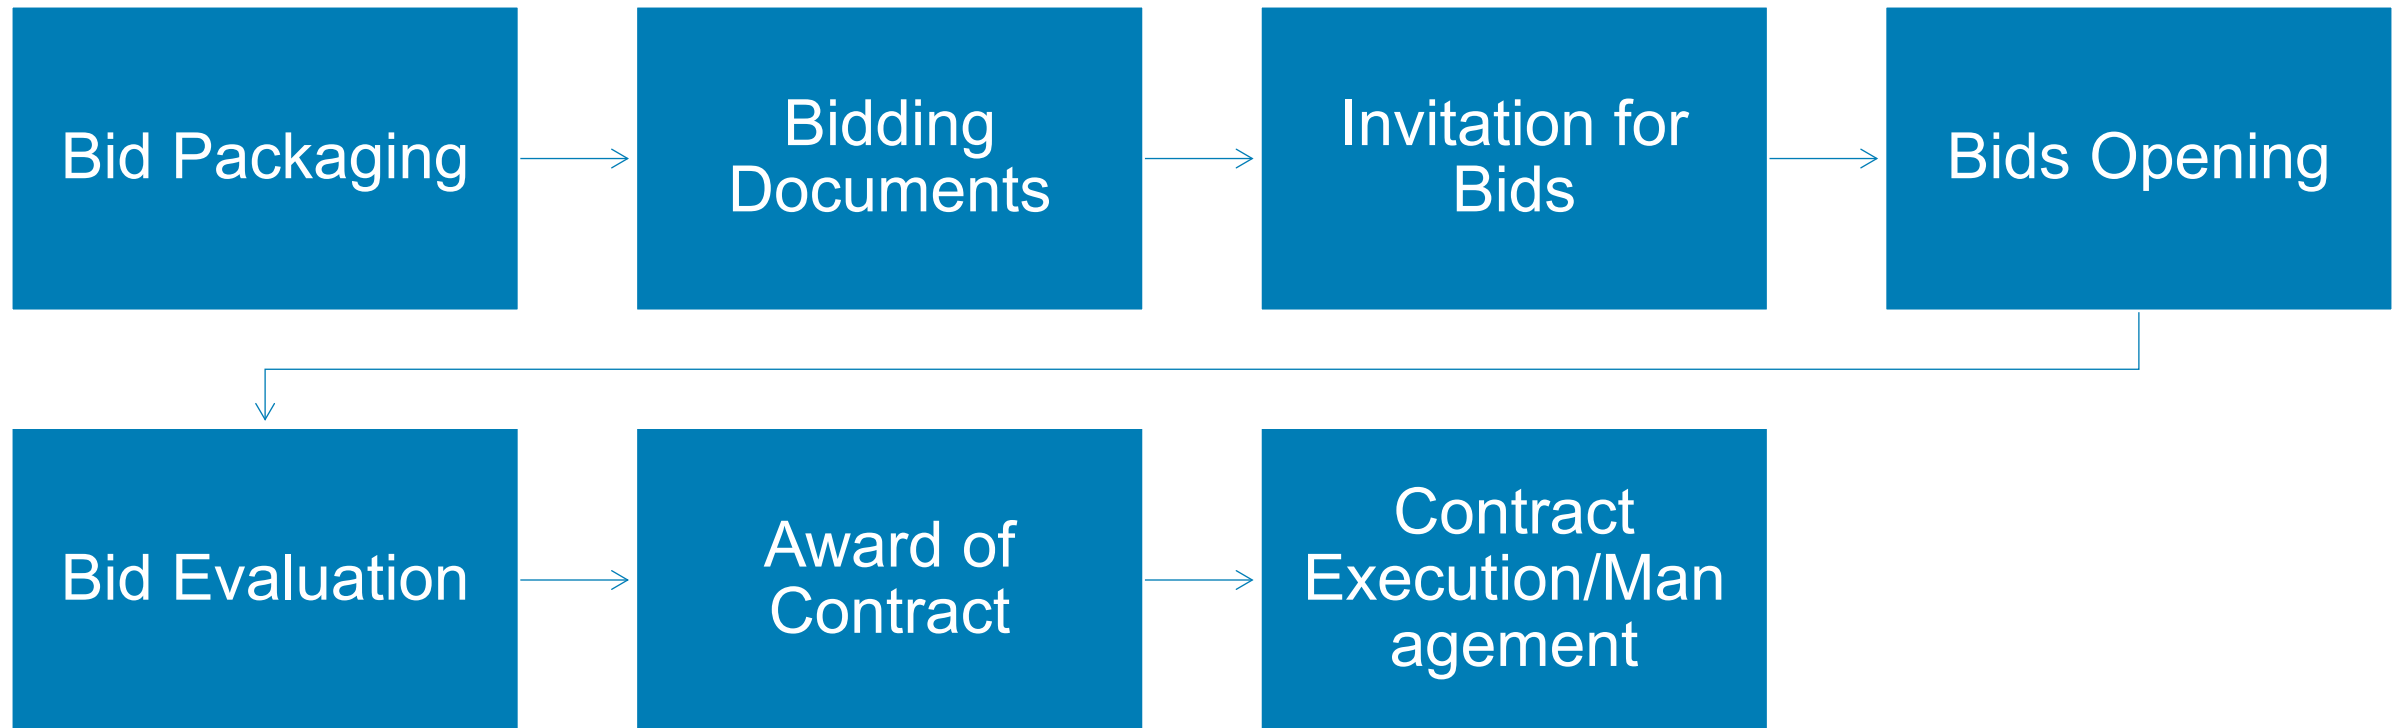 Bid Packaging
Bidding
Documents
Invitation for
Bids
Bids Opening
Bid Evaluation
Award of
Contract
Contract
Execution/Man
agement